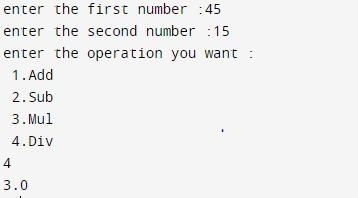 enter the first number :45
enter the second number :15
enter the operation you want :
1.Add
2.Sub
3.Mul
4.Div
4
3.0